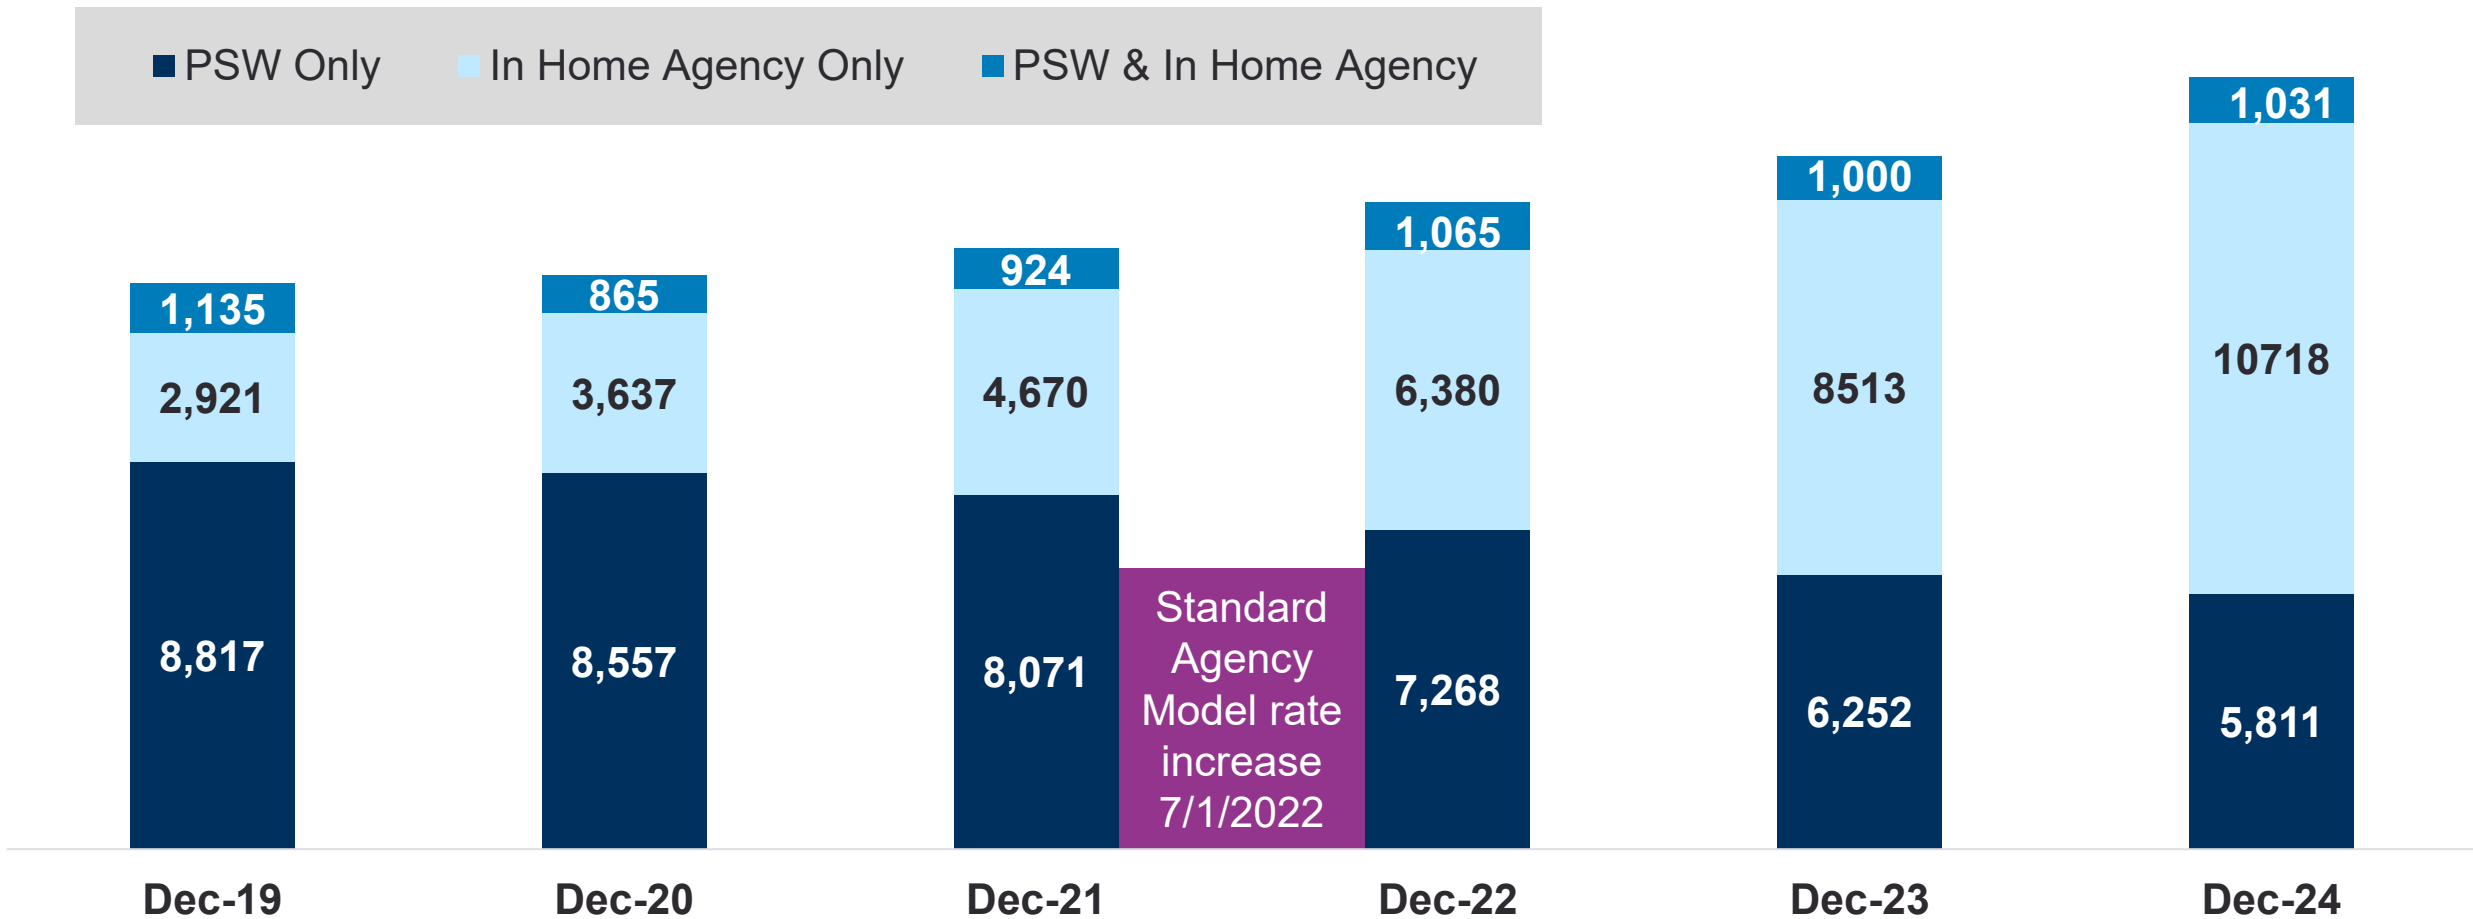 PSW Only In Home Agency Only PSW & In Home Agency
1,135 865 924 1,065 1,000 1,031
2,921 3,637 4,670 6,380 8513 10718
8,817 8,557 8,071 7,268 6,252 5,811
Standard
Agency
Model rate
increase
7/1/2022
Dec-19 Dec-20 Dec-21 Dec-22 Dec-23 Dec-24